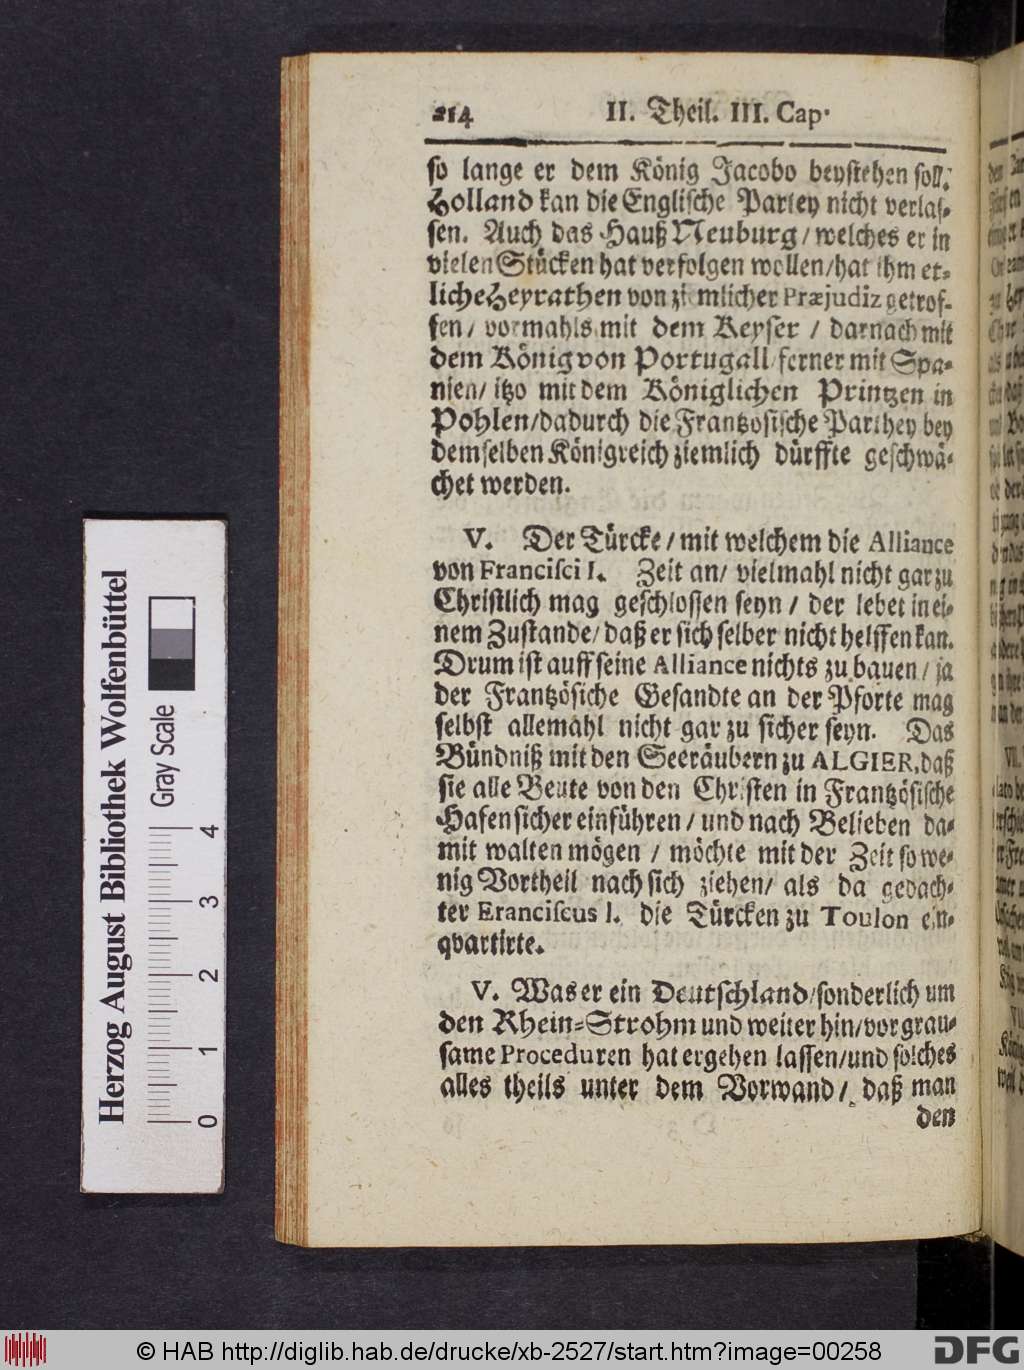 214 II. Theil. III. Cap.
so lange er dem König Jacobo beystehen soll.
Holland kan die Englische Partey nicht verlas-
sen. Auch das Hauß Neuburg / welches er in
vielen Stücken hat verfolgen wollen/hat ihm et-
liche Heyrathen von ziemlicher Præjudiz getrof-
fen / vormahls mit dem Keyser / darnach mit
dem König von Portugall/ ferner mit Spa-
nien/ itzo mit dem Königlichen Printzen in
Pohlen/dadurch die Frantzosische Parthey bey
demselben Königreich ziemlich dürffte geschwä-
chet werden.
V. Der Türcke / mit welchem die Alliance
von Francisci I. Zeit an/ vielmahl nicht gar zu
Christlich mag geschlossen seyn / der lebet in ei-
nem Zustande/ daß er sich selber nicht helffen kan.
Drum ist auff seine Alliance nichts zu bauen / ja
der Frantzösiche Gesandte an der Pforte mag
selbst allemahl nicht gar zu sicher seyn. Das
Bündniß mit den Seeräubern zu ALGIER, daß
sie alle Beute von den Christen in Frantzösische
Hafen sicher einführen / und nach Belieben da-
mit walten mögen / möchte mit der Zeit so we-
nig Vortheil nach sich ziehen/ als da gedach-
ter Eranciscus I. die Türcken zu Toulon ein-
qvartirte.
V. Was er ein Deutschland/sonderlich um
den Rhein-Strohm und weiter hin/vor grau-
same Proceduren hat ergehen lassen/und solches
alles theils unter dem Vorwand/ daß man
den
Herzog August Bibliothek Wolfenbüttel
Gray Scale
0 1 2 3 4
© HAB http://diglib.hab.de/drucke/xb-2527/start.htm?image=00258
DFG